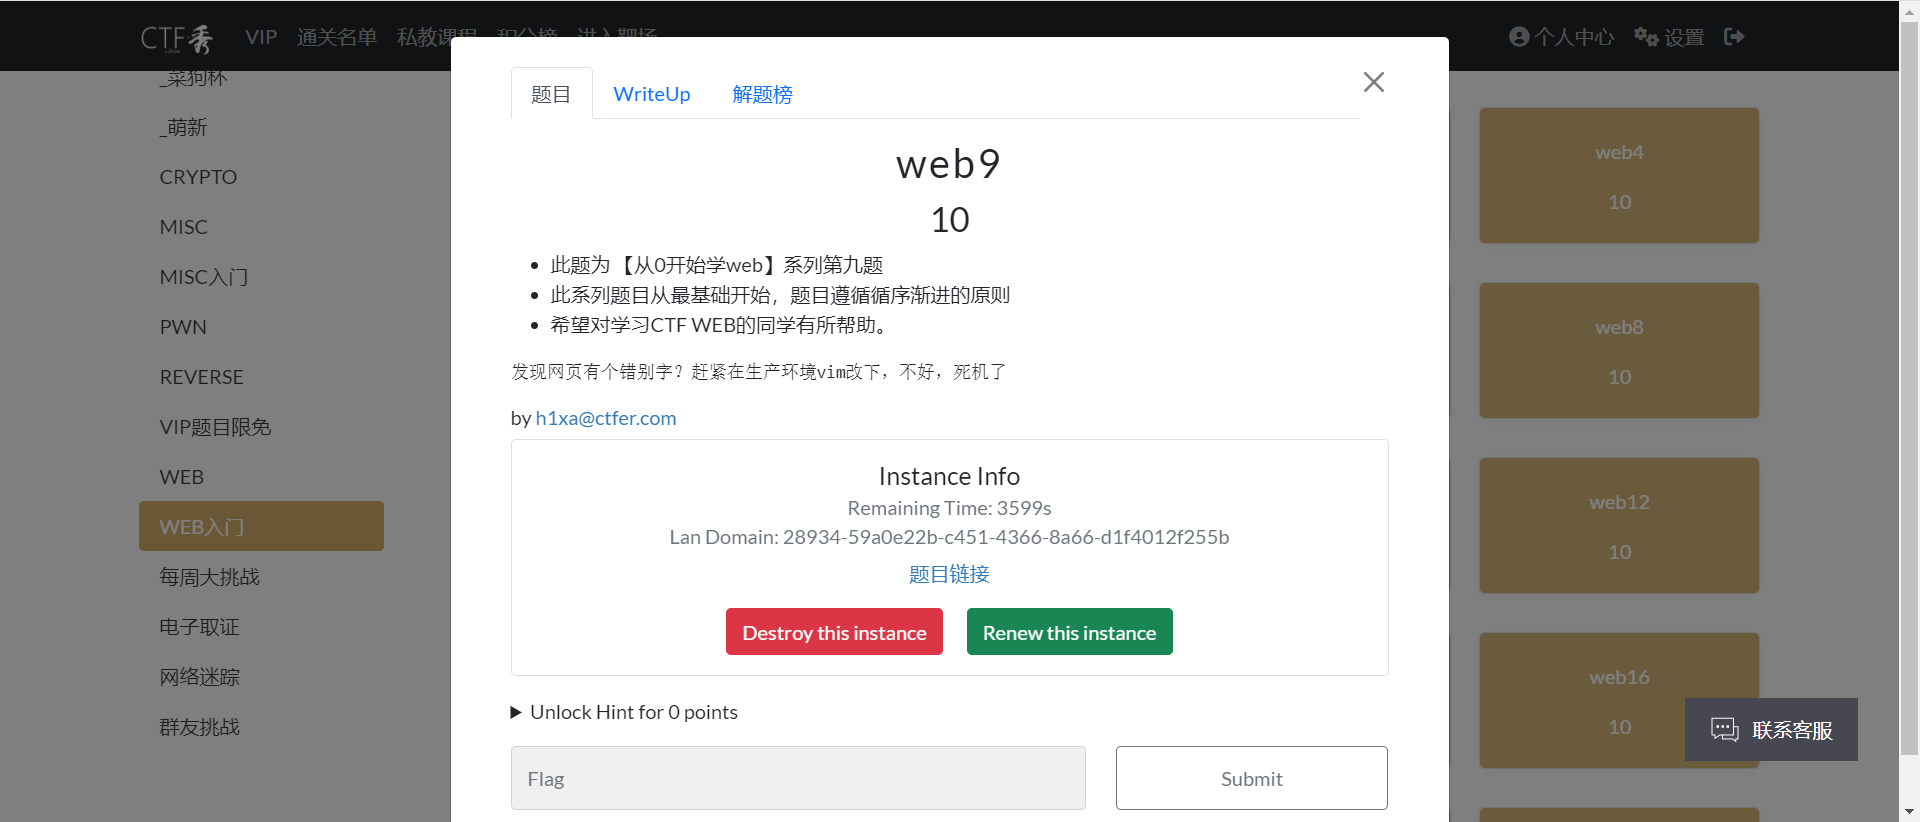 CTF秀 VIP 通关名单 私教课程 积分榜 进入靶场 个人中心 设置
_菜狗杯
_萌新
CRYPTO
MISC
MISC入门
PWN
REVERSE
VIP题目限免
WEB
WEB入门
每周大挑战
电子取证
网络迷踪
群友挑战
题目 WriteUp 解题榜
web9
10
此题为 【从0开始学web】系列第九题
此系列题目从最基础开始，题目遵循循序渐进的原则
希望对学习CTF WEB的同学有所帮助。
发现网页有个错别字？赶紧在生产环境vim改下，不好，死机了
by h1xa@ctfer.com
Instance Info
Remaining Time: 3599s
Lan Domain: 28934-59a0e22b-c451-4366-8a66-d1f4012f255b
题目链接
Destroy this instance Renew this instance
Unlock Hint for 0 points
Flag Submit
web4
10
web8
10
web12
10
web16
10
联系客服